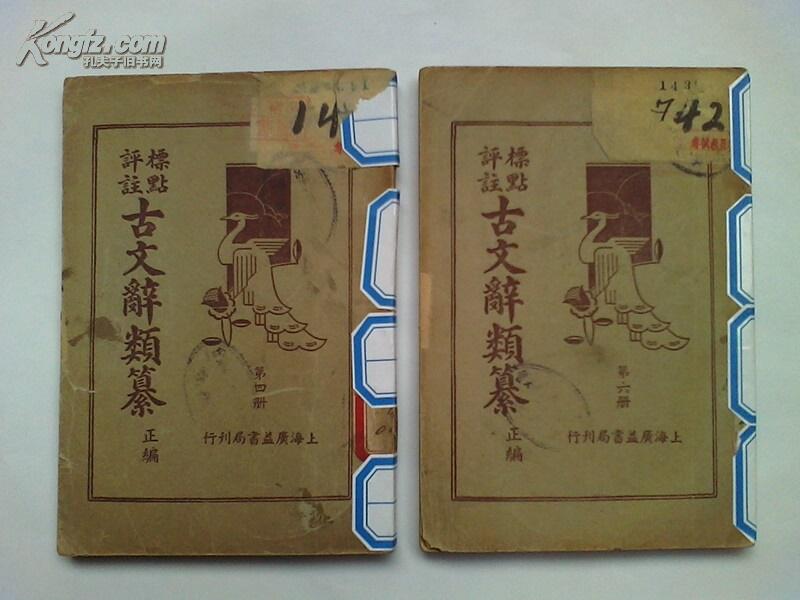 Kongfz.com
孔夫子旧书网
14
標點
評註
古文辭類纂
正編
第四册
上海廣益書局刊行
143
742
標點
評註
古文辭類纂
正編
第六册
上海廣益書局刊行